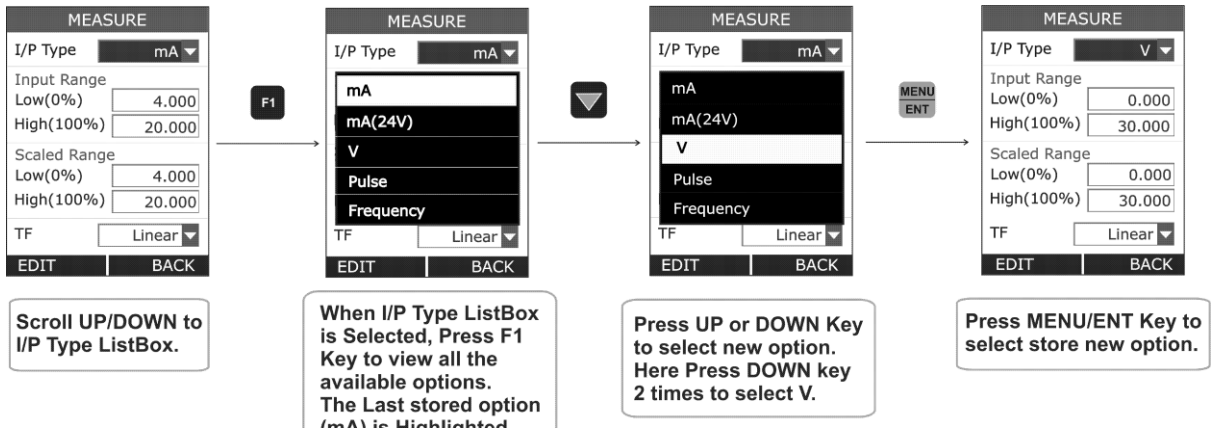 MEASURE
I/P Type mA
Input Range
Low(0%) 4.000
High(100%) 20.000
Scaled Range
Low(0%) 4.000
High(100%) 20.000
TF Linear
EDIT BACK
F1
MEASURE
I/P Type mA
mA
mA(24V)
V
Pulse
Frequency
TF Linear
EDIT BACK
MEASURE
I/P Type mA
mA
mA(24V)
V
Pulse
Frequency
TF Linear
EDIT BACK
MENU
ENT
MEASURE
I/P Type V
Input Range
Low(0%) 0.000
High(100%) 30.000
Scaled Range
Low(0%) 0.000
High(100%) 30.000
TF Linear
EDIT BACK
Scroll UP/DOWN to
I/P Type ListBox.
When I/P Type ListBox
is Selected, Press F1
Key to view all the
available options.
The Last stored option
(mA) is Highlighted
Press UP or DOWN Key
to select new option.
Here Press DOWN key
2 times to select V.
Press MENU/ENT Key to
select store new option.